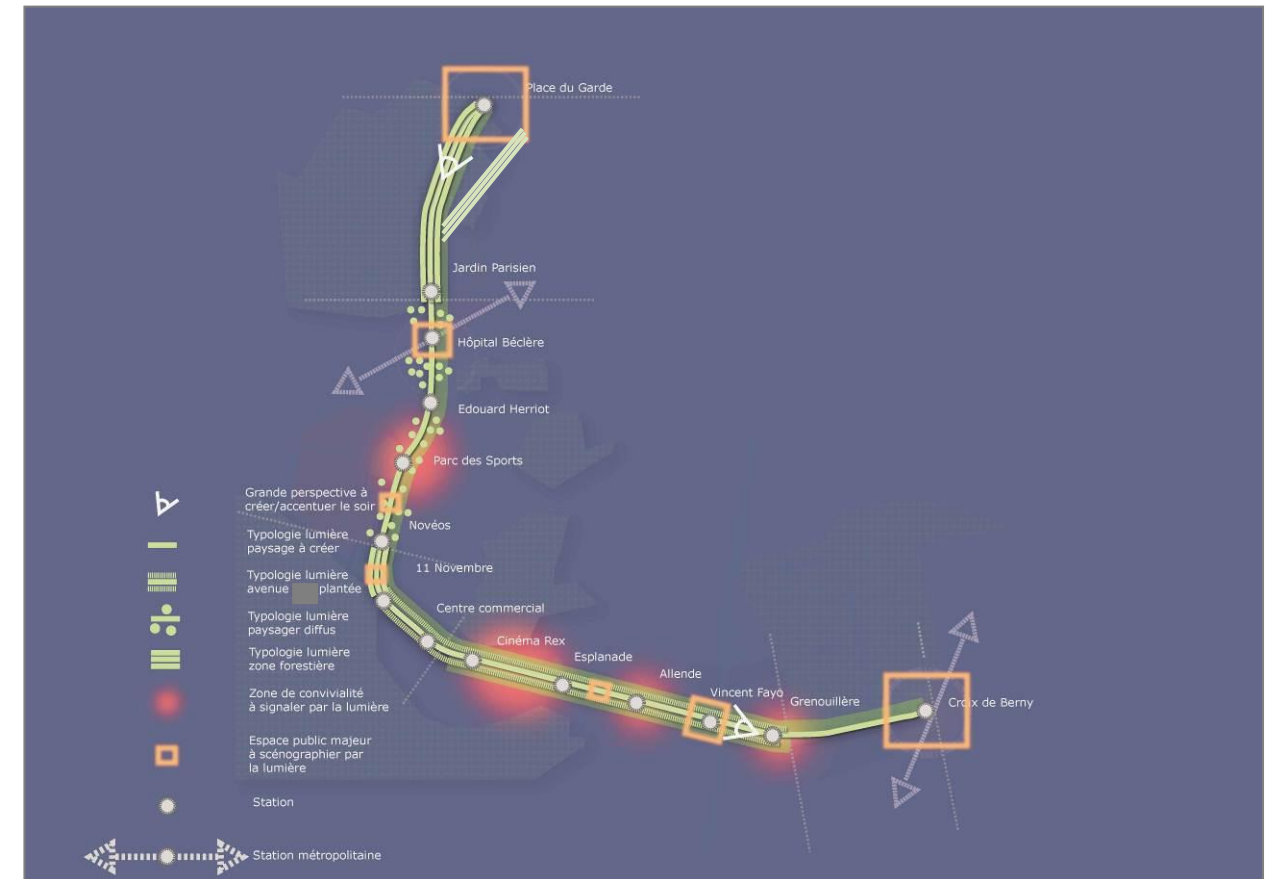 Place du Garde
Jardin Parisien
Hôpital Béclère
Edouard Herriot
Parc des Sports
Novéos
11 Novembre
Centre commercial
Cinéma Rex
Esplanade
Allende
Vincent Fayo
Grenouillère
Croix de Berny
Grande perspective à
créer/accentuer le soir
Typologie lumière
paysage à créer
Typologie lumière
avenue plantée
Typologie lumière
paysager diffus
Typologie lumière
zone forestière
Zone de convivialité
à signaler par la lumière
Espace public majeur
à scénographier par
la lumière
Station
Station métropolitaine